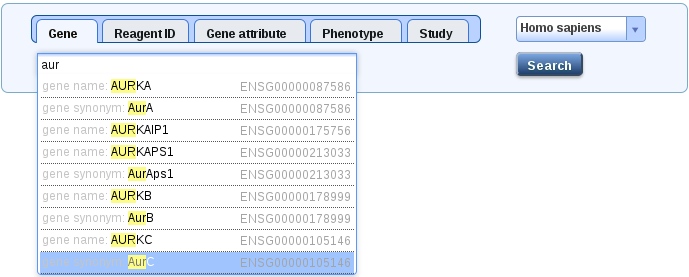 Gene Reagent ID Gene attribute Phenotype Study Homo sapiens
aur
Search
gene name: AURKA ENSG00000087586
gene synonym: AurA ENSG00000087586
gene name: AURKAIP1 ENSG00000175756
gene name: AURKAPS1 ENSG00000213033
gene synonym: AurAps1 ENSG00000213033
gene name: AURKB ENSG00000178999
gene synonym: AurB ENSG00000178999
gene name: AURKC ENSG00000105146
gene synonym: AurC ENSG00000105146